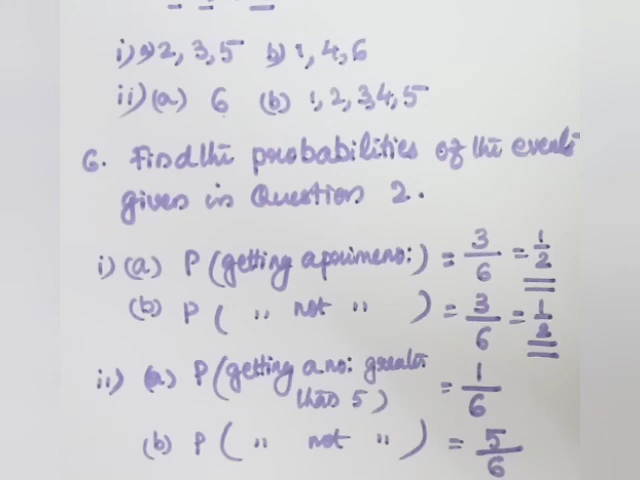 i) a) 2, 3, 5 b) 1, 4, 6
ii) (a) 6 (b) 1, 2, 3, 4, 5
6. Find the probabilities of the events
given in Question 2.
i) (a) P (getting a prime no:) = 3/6 = 1/2
(b) P ( ,, not ,, ) = 3/6 = 1/2
ii) (a) P (getting a no: greater
than 5) = 1/6
(b) P ( ,, not ,, ) = 5/6